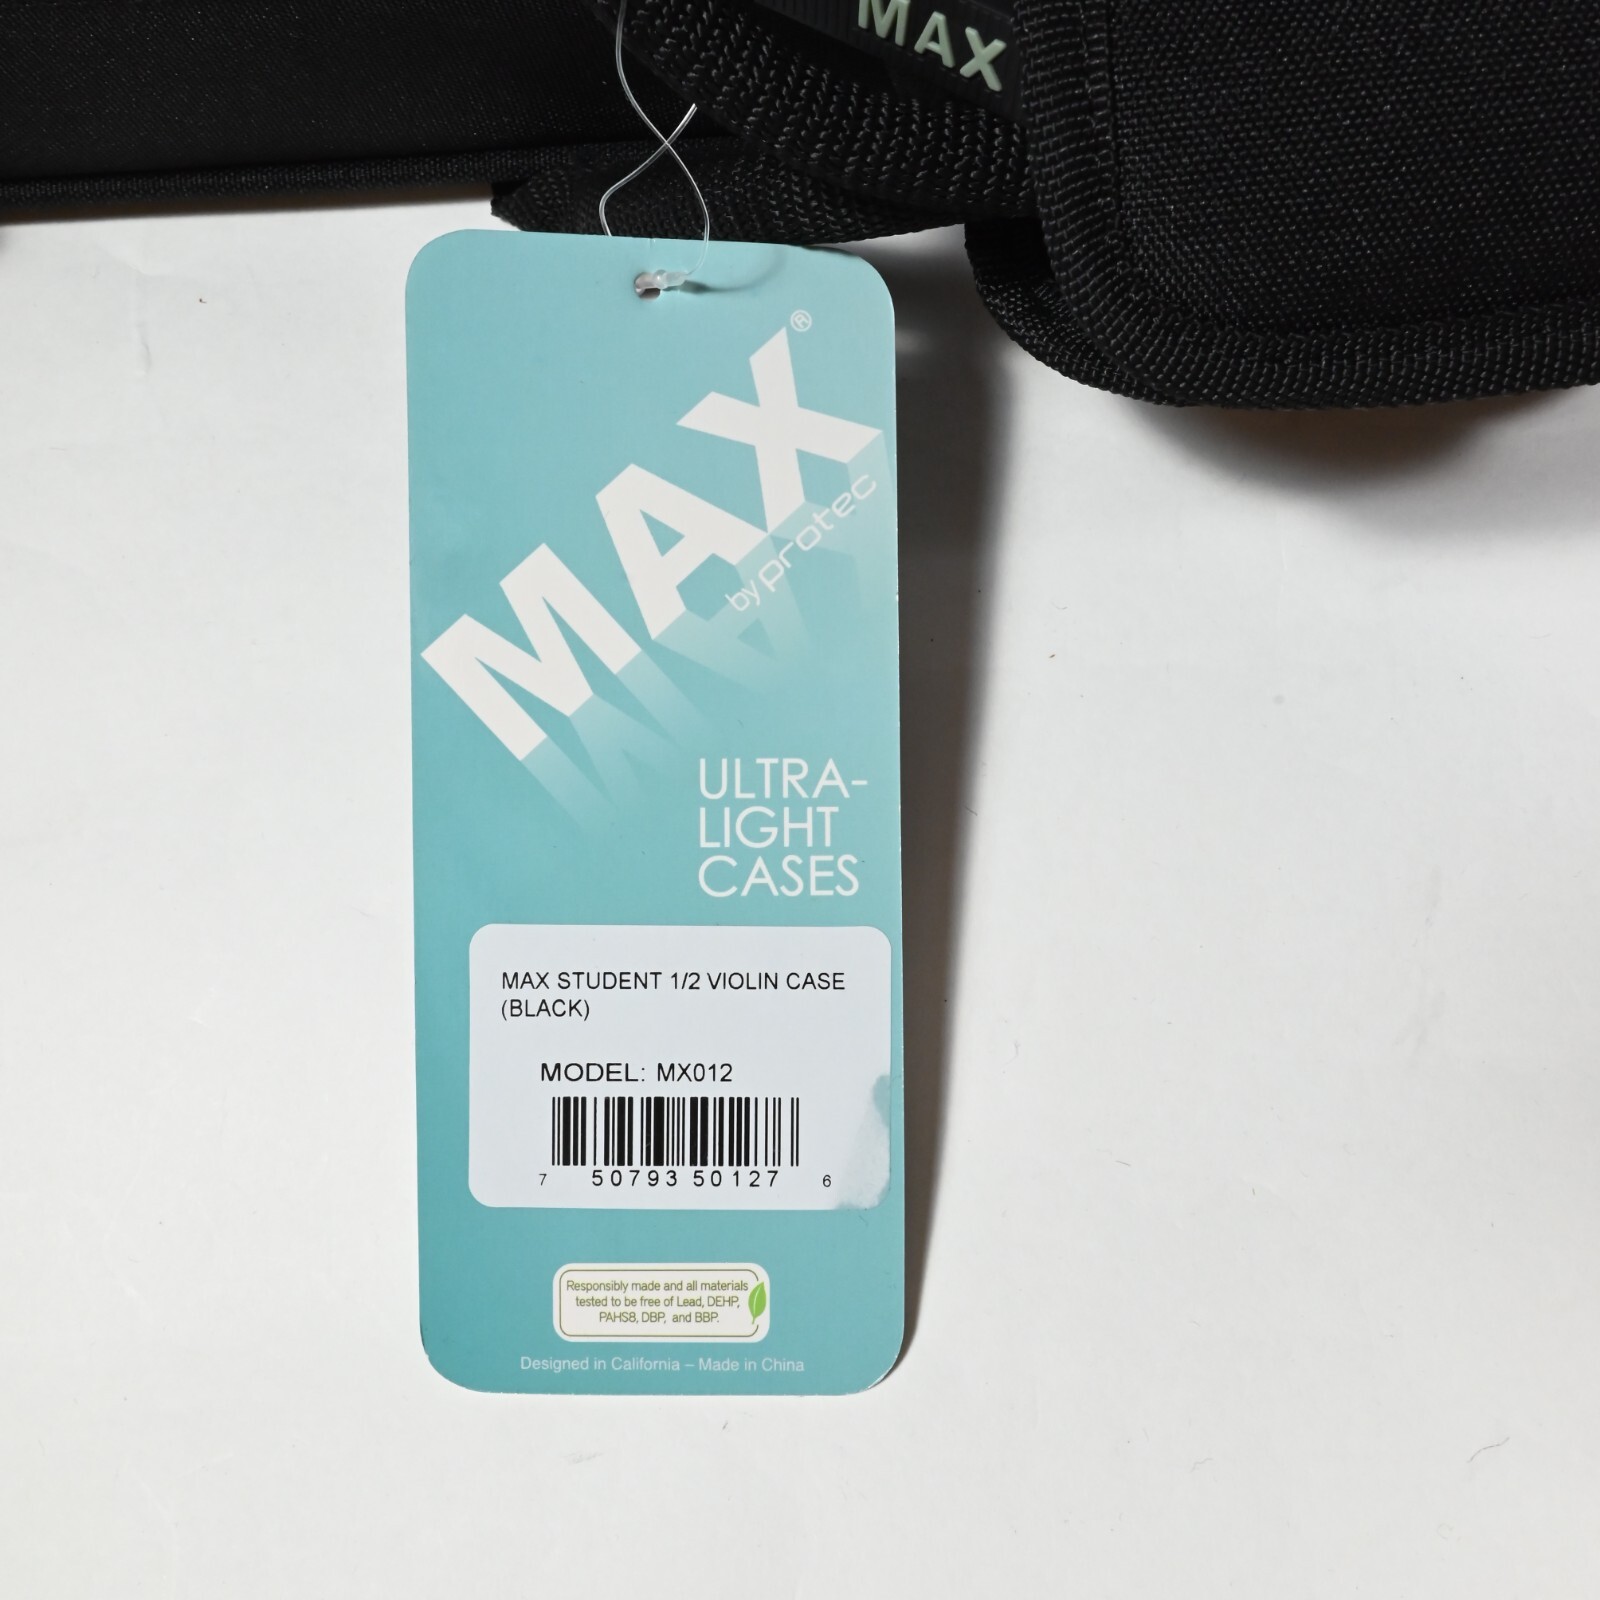 MAX
MAX®
by protec
ULTRA-
LIGHT
CASES
MAX STUDENT 1/2 VIOLIN CASE
(BLACK)
MODEL: MX012
7 50793 50127 6
Responsibly made and all materials
tested to be free of Lead, DEHP,
PAHS8, DBP, and BBP.
Designed in California – Made in China